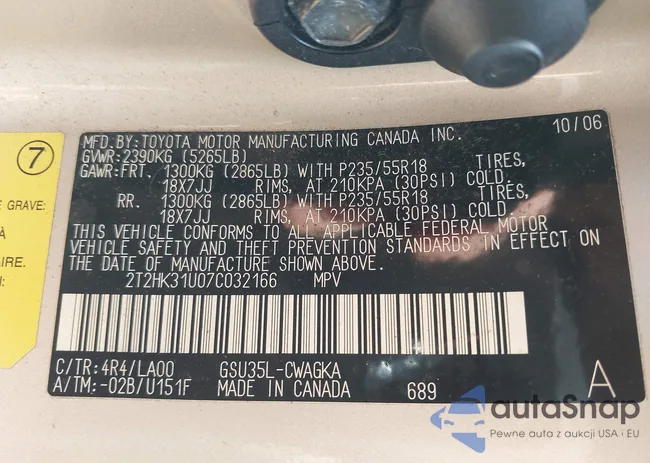 7
GRAVE:
À
AIRE.
:
MFD.BY:TOYOTA MOTOR MANUFACTURING CANADA INC. 10/06
GVWR:2390KG (5265LB)
GAWR:FRT. 1300KG (2865LB) WITH P235/55R18 TIRES,
18X7JJ RIMS, AT 210KPA (30PSI) COLD.
RR. 1300KG (2865LB) WITH P235/55R18 TIRES,
18X7JJ RIMS, AT 210KPA (30PSI) COLD.
THIS VEHICLE CONFORMS TO ALL APPLICABLE FEDERAL MOTOR
VEHICLE SAFETY AND THEFT PREVENTION STANDARDS IN EFFECT ON
THE DATE OF MANUFACTURE SHOWN ABOVE.
2T2HK31U07C032166 MPV
C/TR:4R4/LA00 GSU35L-CWAGKA
A/TM:-02B/U151F MADE IN CANADA 689 A
autoSnap
Pewne auto z aukcji USA i EU